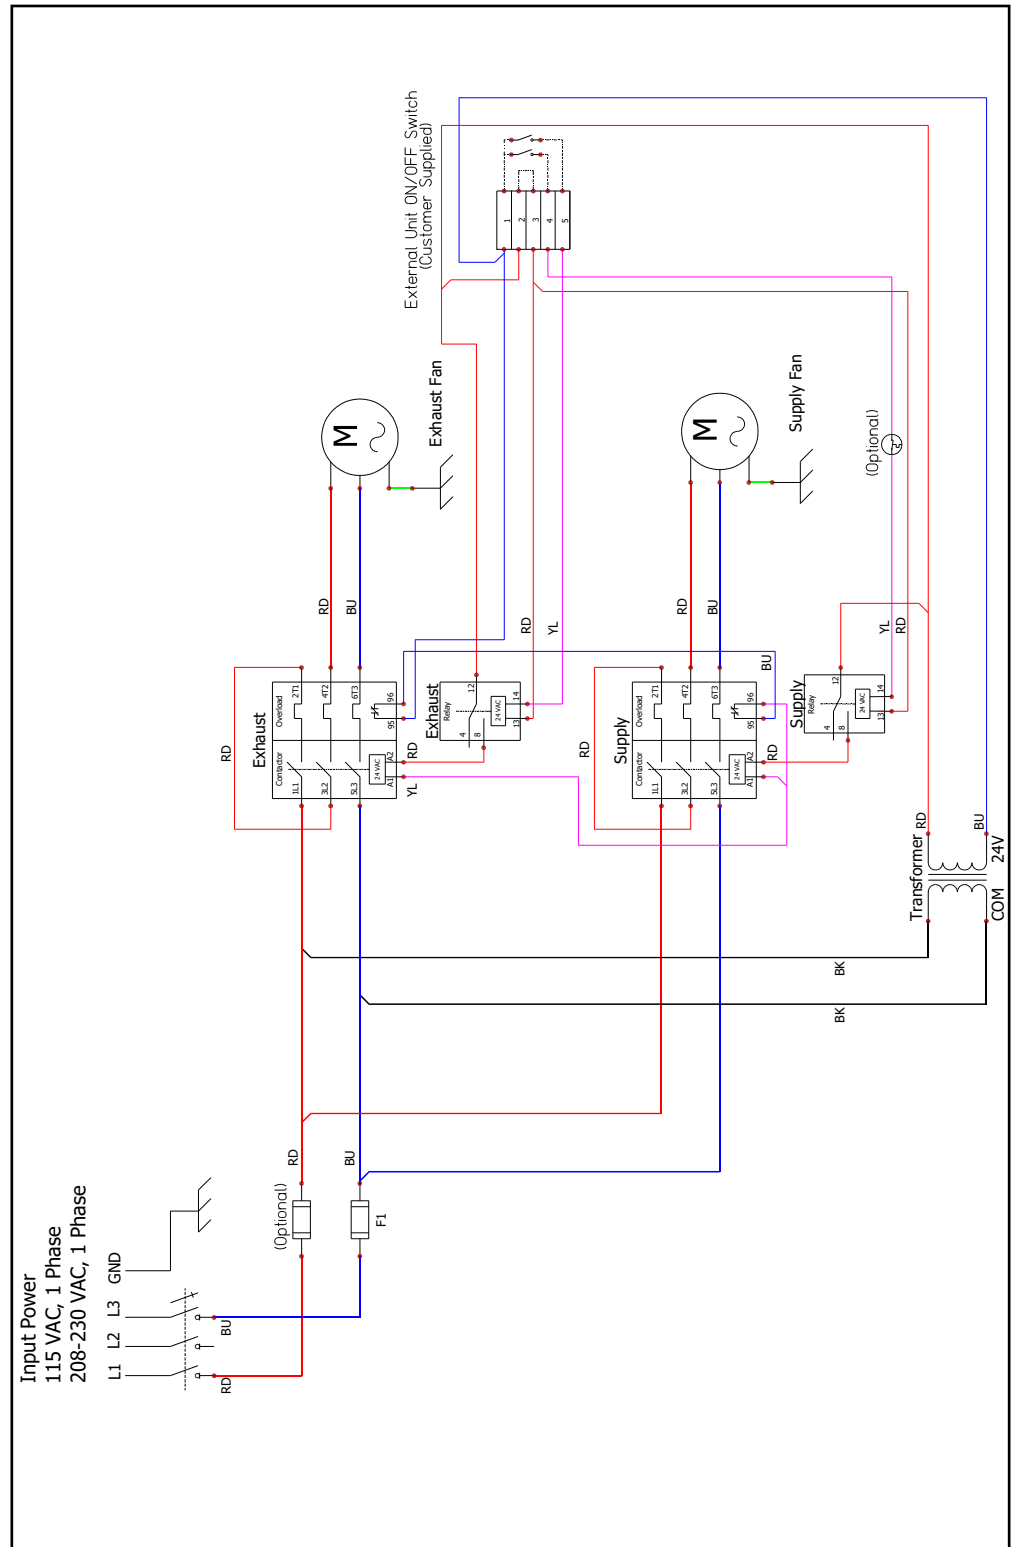 Input Power
115 VAC, 1 Phase
208-230 VAC, 1 Phase
L1
L2
L3
GND
RD
BU
(Optional)
F1
RD
BU
BK
BK
Transformer
COM
24V
RD
BU
Exhaust
Contactor
Overload
1L1
3L2
5L3
2T1
4T2
6T3
24 VAC
A1
A2
95
96
RD
YL
RD
Exhaust
Relay
4
8
12
24 VAC
13
14
RD
BU
Exhaust Fan
M
RD
YL
Supply
Contactor
Overload
1L1
3L2
5L3
2T1
4T2
6T3
24 VAC
A1
A2
95
96
RD
RD
BU
Supply
Relay
4
8
12
24 VAC
13
14
RD
BU
Supply Fan
M
YL
RD
(Optional)
External Unit ON/OFF Switch
(Customer Supplied)
1
2
3
4
5